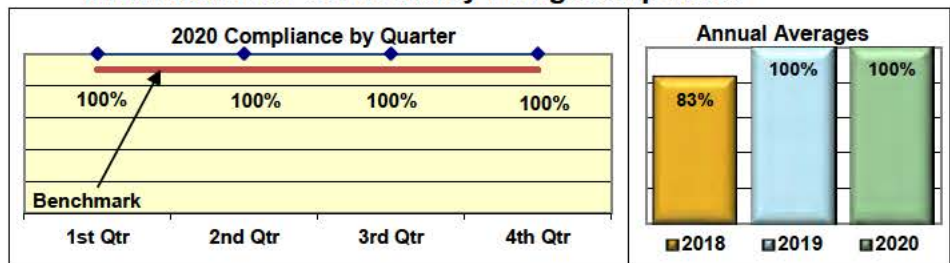 2020 Compliance by Quarter
100% 100% 100% 100%
Benchmark
1st Qtr 2nd Qtr 3rd Qtr 4th Qtr
Annual Averages
83% 100% 100%
2018 2019 2020